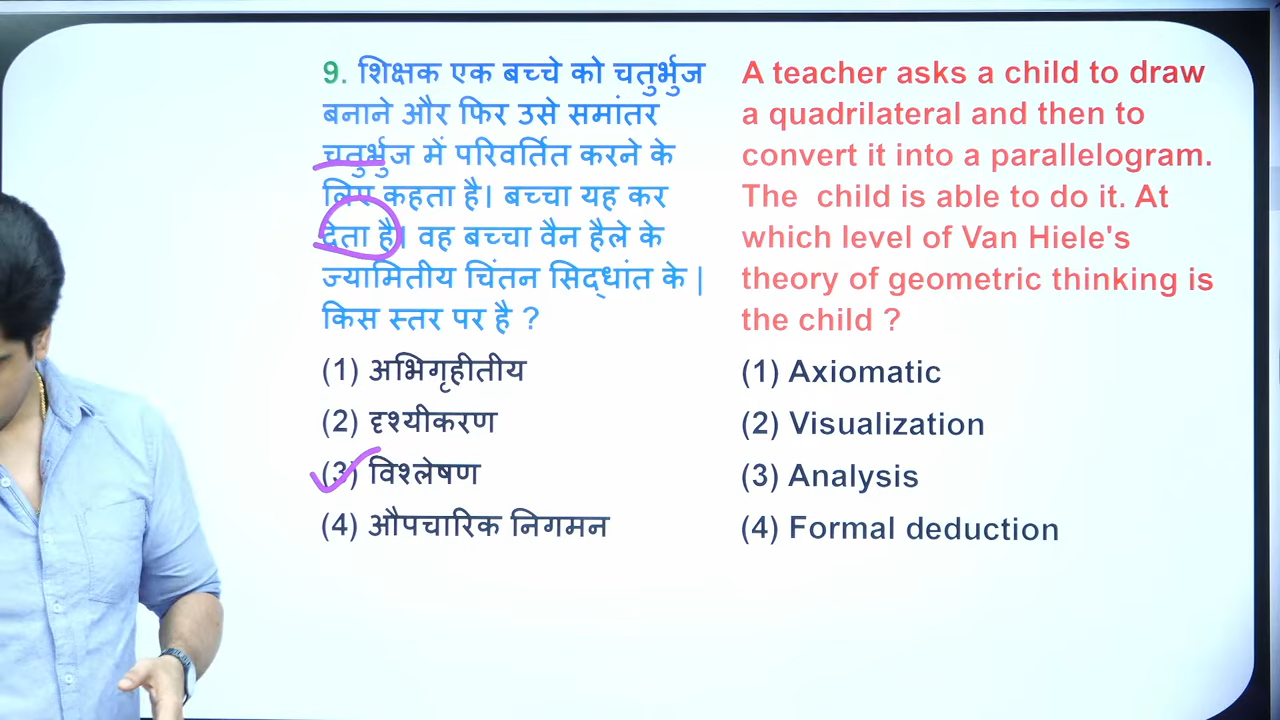 9. शिक्षक एक बच्चे को चतुर्भुज
बनाने और फिर उसे समांतर
चतुर्भुज में परिवर्तित करने के
लिए कहता है। बच्चा यह कर
देता है। वह बच्चा वैन हैले के
ज्यामितीय चिंतन सिद्धांत के |
किस स्तर पर है ?
(1) अभिगृहीतीय
(2) दृश्यीकरण
(3) विश्लेषण
(4) औपचारिक निगमन
A teacher asks a child to draw
a quadrilateral and then to
convert it into a parallelogram.
The child is able to do it. At
which level of Van Hiele's
theory of geometric thinking is
the child ?
(1) Axiomatic
(2) Visualization
(3) Analysis
(4) Formal deduction